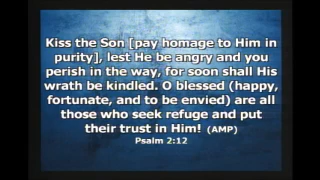 Kiss the Son [pay homage to Him in
purity], lest He be angry and you
perish in the way, for soon shall His
wrath be kindled. O blessed (happy,
fortunate, and to be envied) are all
those who seek refuge and put
their trust in Him! (AMP)
Psalm 2:12